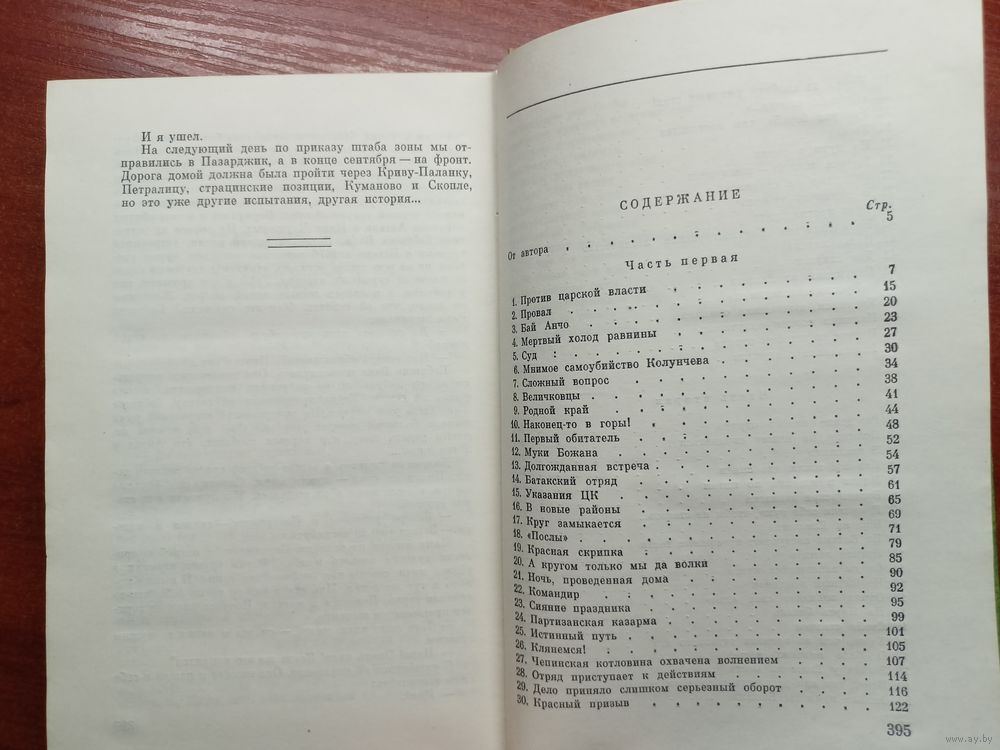 И я ушел.
На следующий день по приказу штаба зоны мы от-
правились в Пазарджик, а в конце сентября — на фронт.
Дорога домой должна была пройти через Криву-Паланку,
Петралицу, страцинские позиции, Куманово и Скопле,
но это уже другие испытания, другая история...
СОДЕРЖАНИЕ
Стр.
От автора . . . . . . . . . . . . 5
Часть первая
1. Против царской власти . . . . . . . 7
2. Провал . . . . . . . . . . . 15
3. Бай Анчо . . . . . . . . . . 20
4. Мертвый холод равнины . . . . . . . 23
5. Суд . . . . . . . . . . . . 27
6. Мнимое самоубийство Колунчева . . . . . 30
7. Сложный вопрос . . . . . . . . 34
8. Величковцы . . . . . . . . . . 38
9. Родной край . . . . . . . . . 41
10. Наконец-то в горы! . . . . . . . . 44
11. Первый обитатель . . . . . . . . 48
12. Муки Божана . . . . . . . . . 52
13. Долгожданная встреча . . . . . . . 54
14. Батакский отряд . . . . . . . . 57
15. Указания ЦК . . . . . . . . . 61
16. В новые районы . . . . . . . . 65
17. Круг замыкается . . . . . . . . 69
18. «Послы» . . . . . . . . . . 71
19. Красная скрипка . . . . . . . . 79
20. А кругом только мы да волки . . . . . 85
21. Ночь, проведенная дома . . . . . . 90
22. Командир . . . . . . . . . . 92
23. Сияние праздника . . . . . . . . 95
24. Партизанская казарма . . . . . . . 99
25. Истинный путь . . . . . . . . . 101
26. Клянемся! . . . . . . . . . . 105
27. Чепинская котловина охвачена волнением . . . 107
28. Отряд приступает к действиям . . . . . 114
29. Дело приняло слишком серьезный оборот . . . 116
30. Красный призыв . . . . . . . . 122
395
www.ay.by